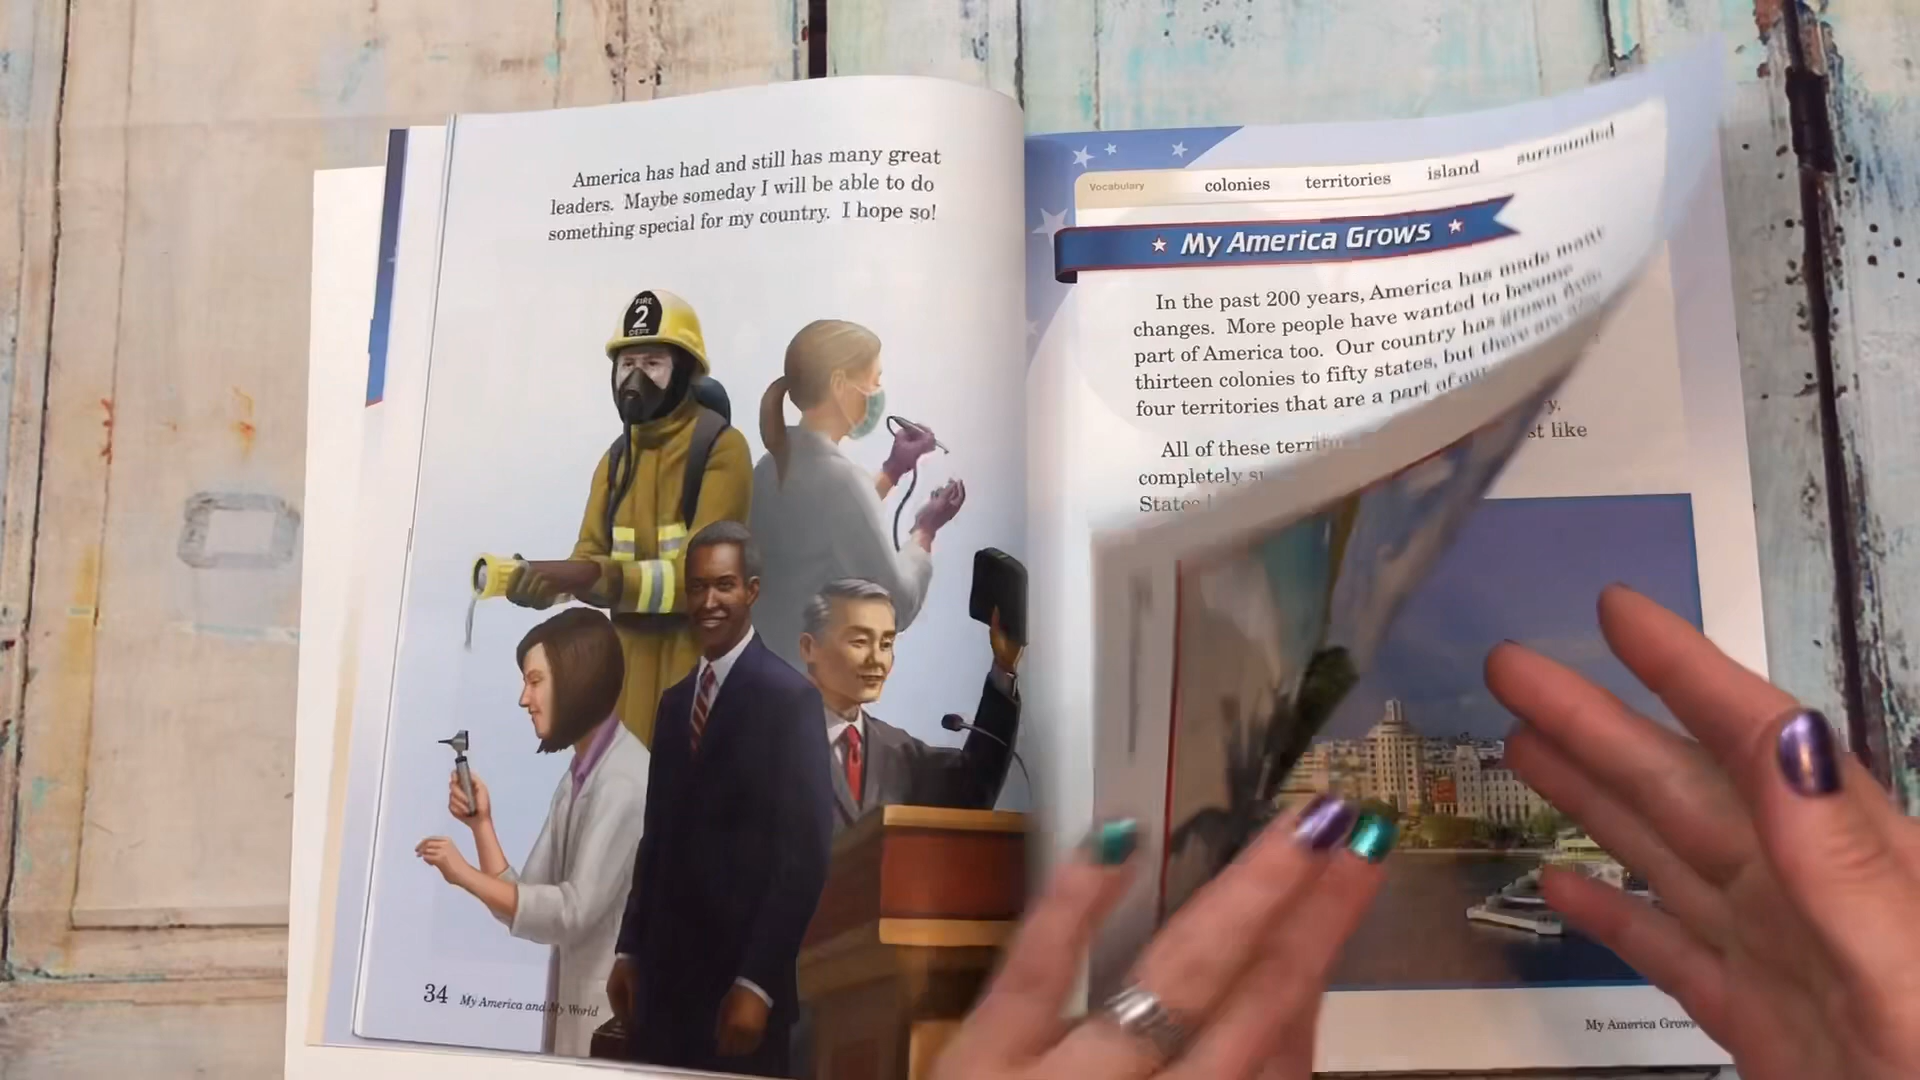 America has had and still has many great
leaders. Maybe someday I will be able to do
something special for my country. I hope so!
FIRE
2
DEPT
34 My America and My World
Vocabulary colonies territories island surrounded
My America Grows
In the past 200 years, America has made many
changes. More people have wanted to become
part of America too. Our country has grown from
thirteen colonies to fifty states, but there are
four territories that are a part of our
All of these st like
completely
My America Grows